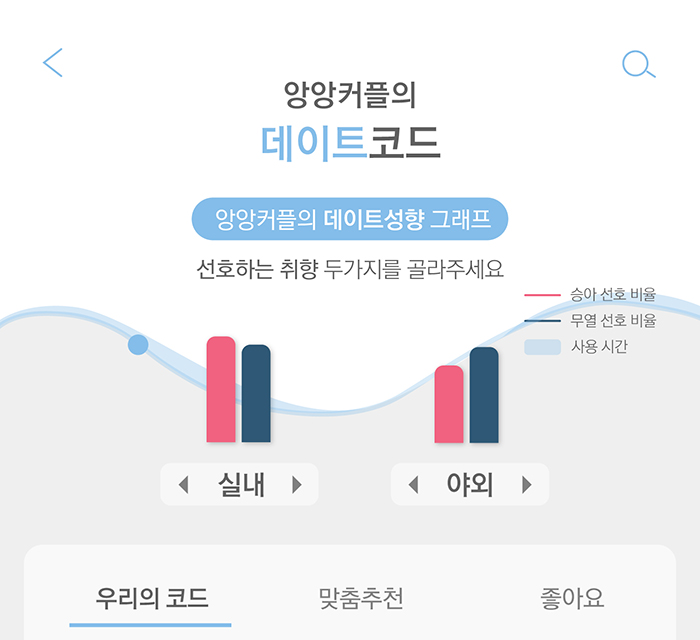 앙앙커플의
데이트코드
앙앙커플의 데이트성향 그래프
선호하는 취향 두가지를 골라주세요
승아 선호 비율
무열 선호 비율
사용 시간
실내
야외
우리의 코드
맞춤추천
좋아요